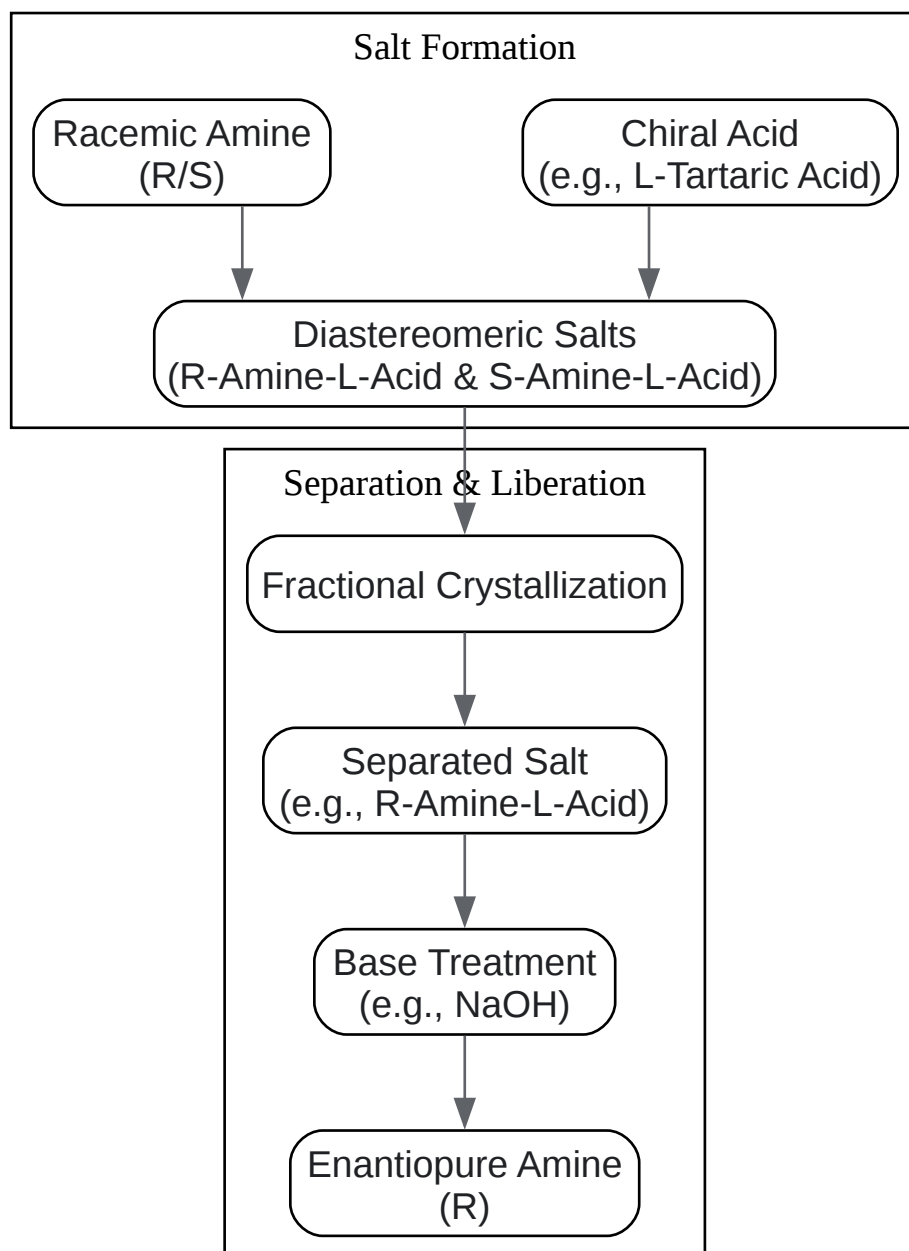 Salt Formation
Racemic Amine
(R/S)
Chiral Acid
(e.g., L-Tartaric Acid)
Diastereomeric Salts
(R-Amine-L-Acid & S-Amine-L-Acid)
Separation & Liberation
Fractional Crystallization
Separated Salt
(e.g., R-Amine-L-Acid)
Base Treatment
(e.g., NaOH)
Enantiopure Amine
(R)